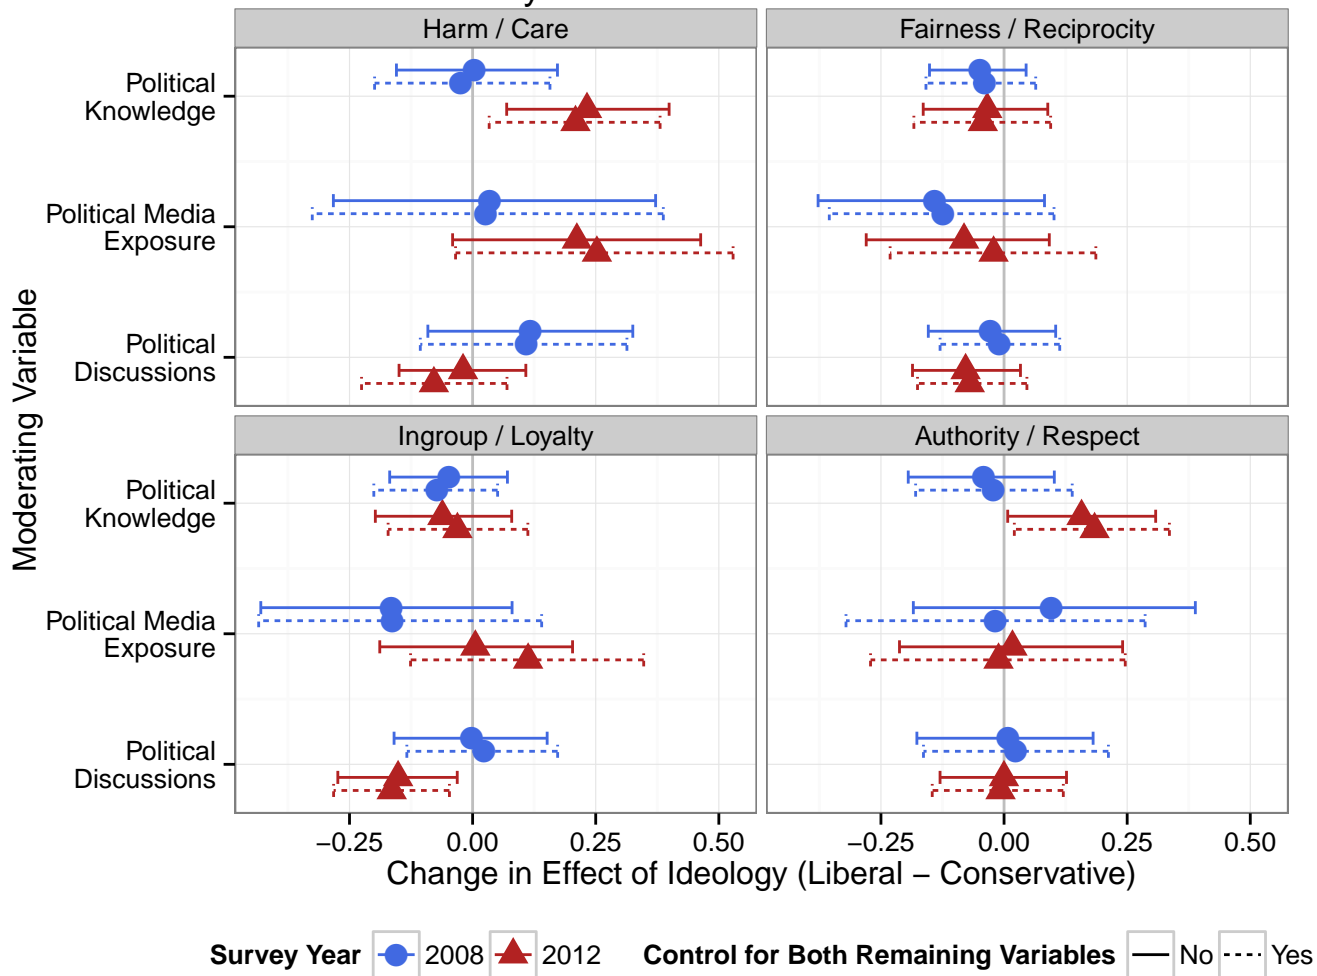 Harm / Care
Fairness / Reciprocity
Political
Knowledge
Political Media
Exposure
Political
Discussions
Ingroup / Loyalty
Authority / Respect
Political
Knowledge
Political Media
Exposure
Political
Discussions
Moderating Variable
−0.25 0.00 0.25 0.50
−0.25 0.00 0.25 0.50
Change in Effect of Ideology (Liberal − Conservative)
Survey Year 2008 2012 Control for Both Remaining Variables No Yes